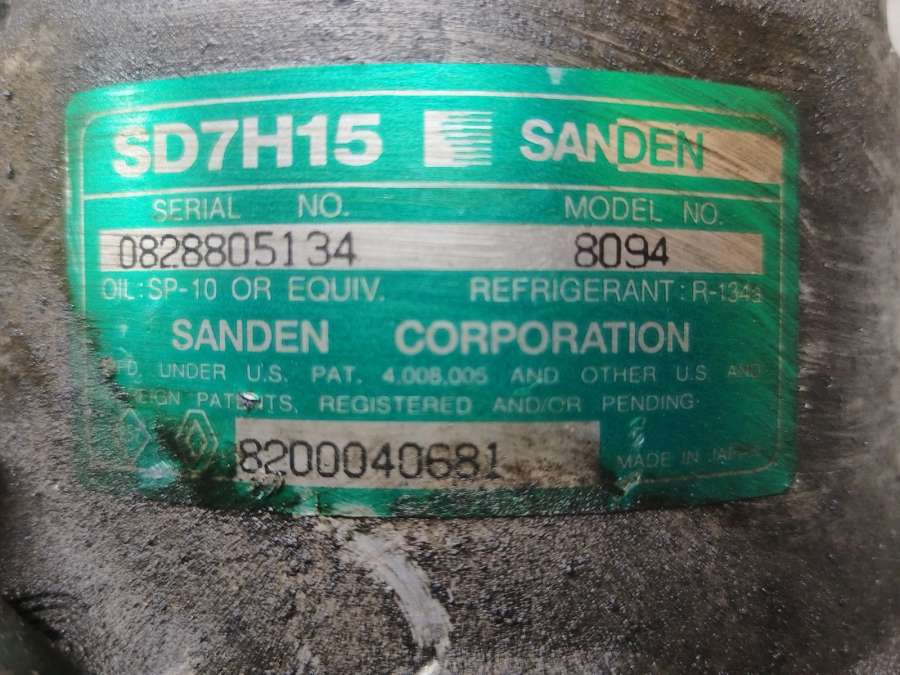 SD7H15 SANDEN
SERIAL NO. MODEL NO.
0828805134 8094
OIL: SP-10 OR EQUIV. REFRIGERANT: R-134a
SANDEN CORPORATION
UNDER U.S. PAT. 4.008.005 AND OTHER U.S AND
PATENTS, REGISTERED AND/OR PENDING
8200040681
MADE IN JAPAN